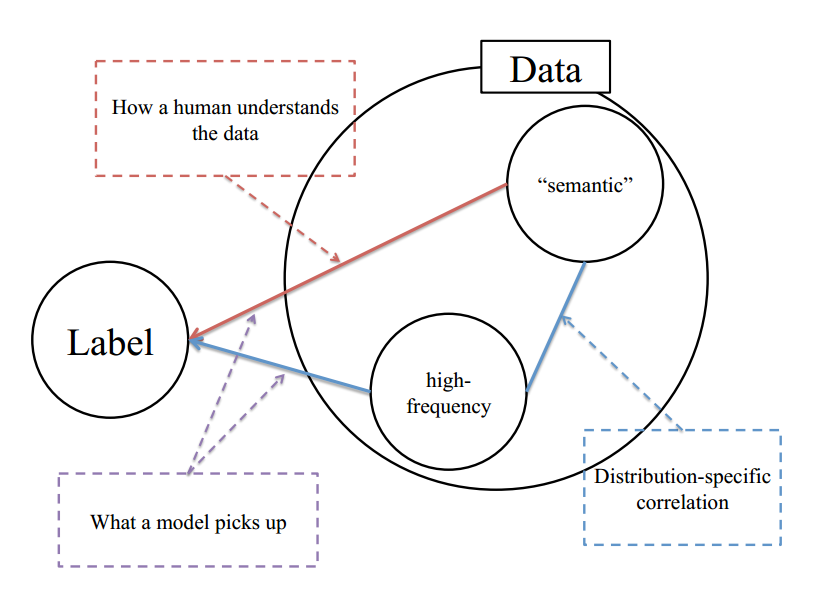 Data
How a human understands
the data
“semantic”
Label
high-
frequency
Distribution-specific
correlation
What a model picks up